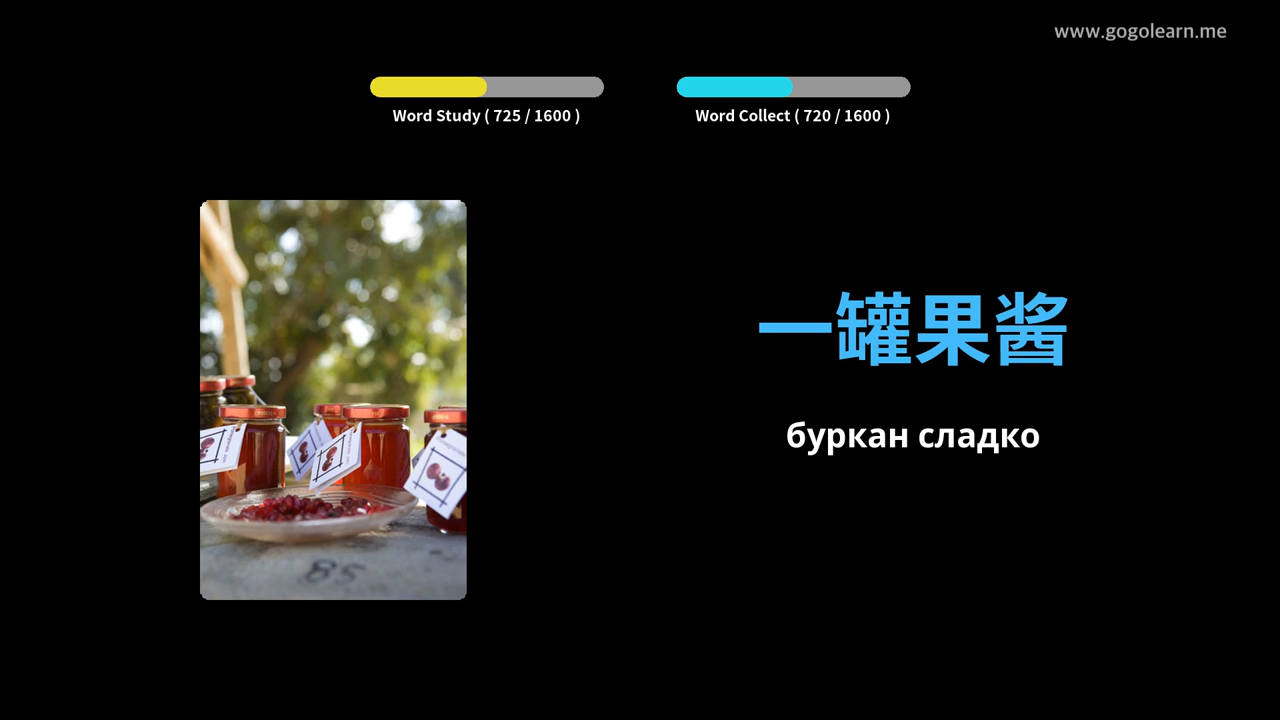 www.gogolearn.me
Word Study ( 725 / 1600 )
Word Collect ( 720 / 1600 )
一罐果酱
буркан сладко
85